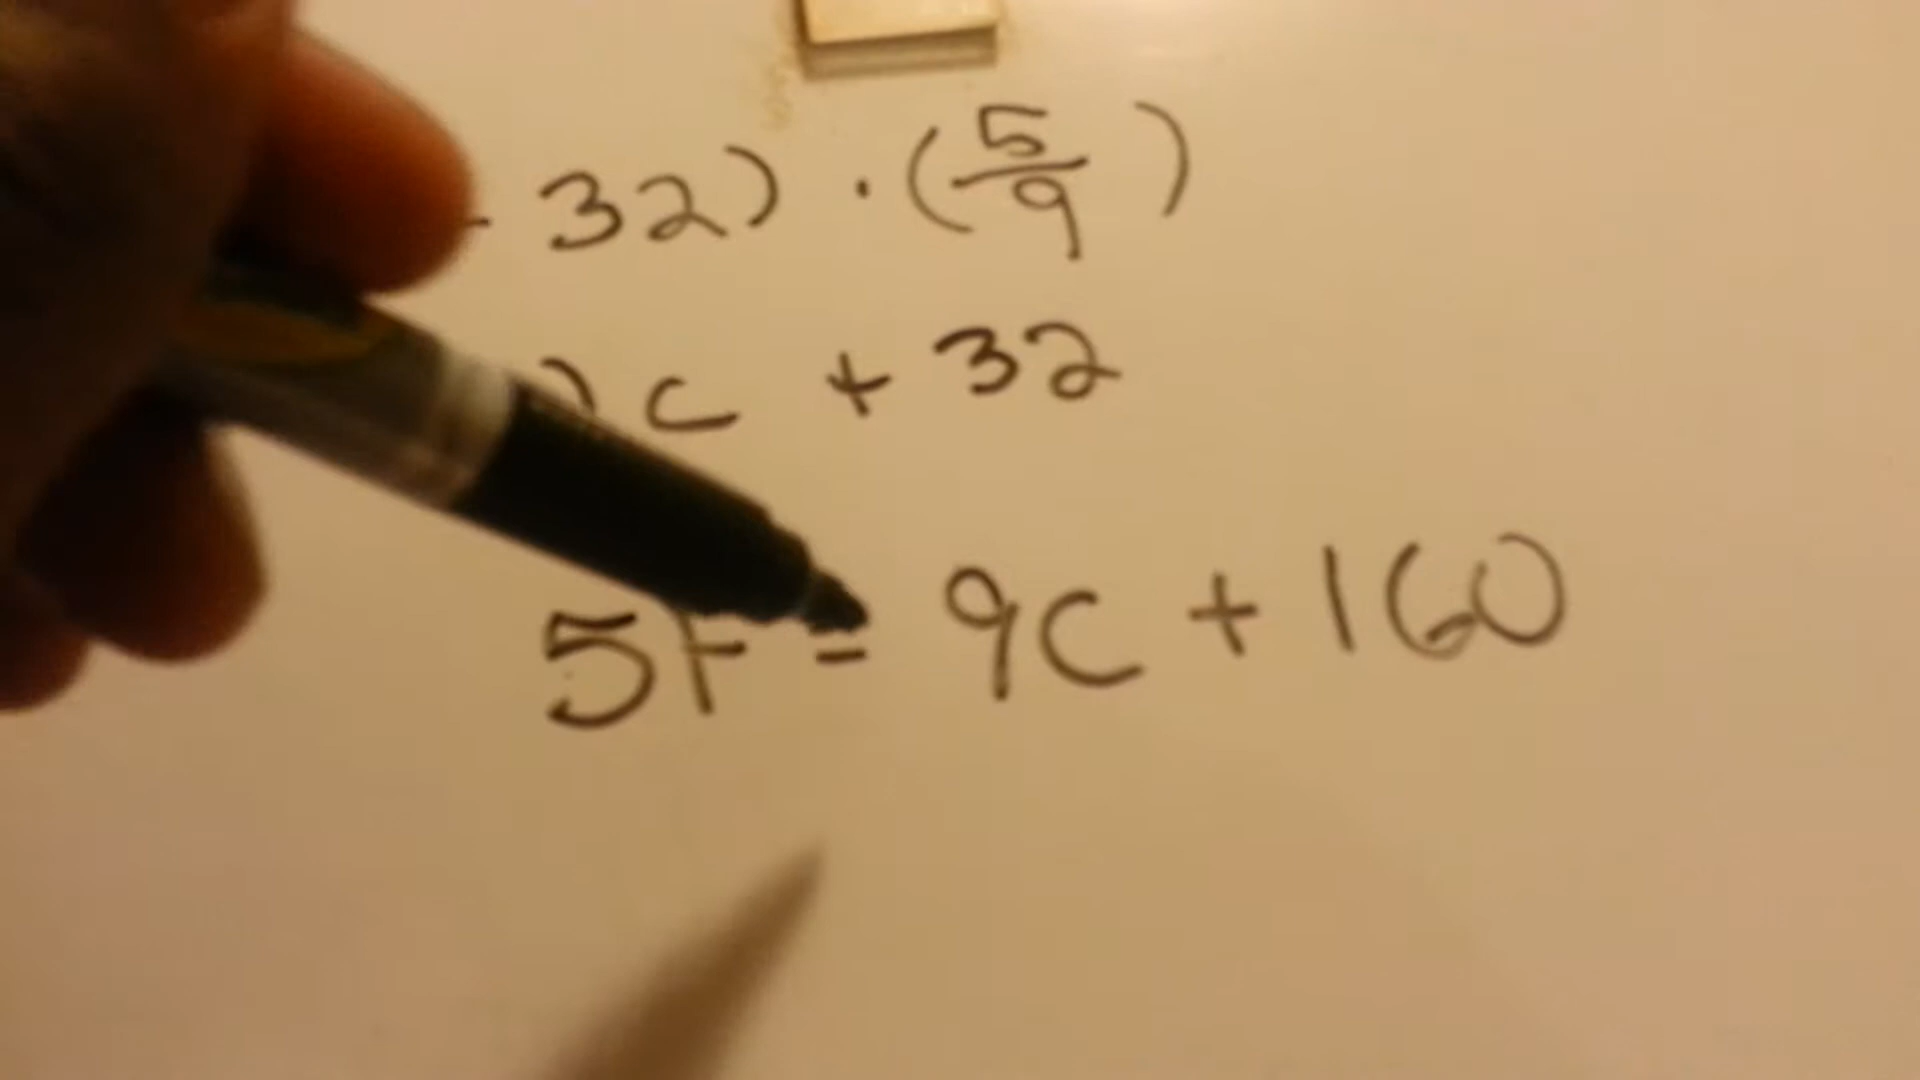 - 32) · (5/9)
)C + 32
5F = 9C + 160